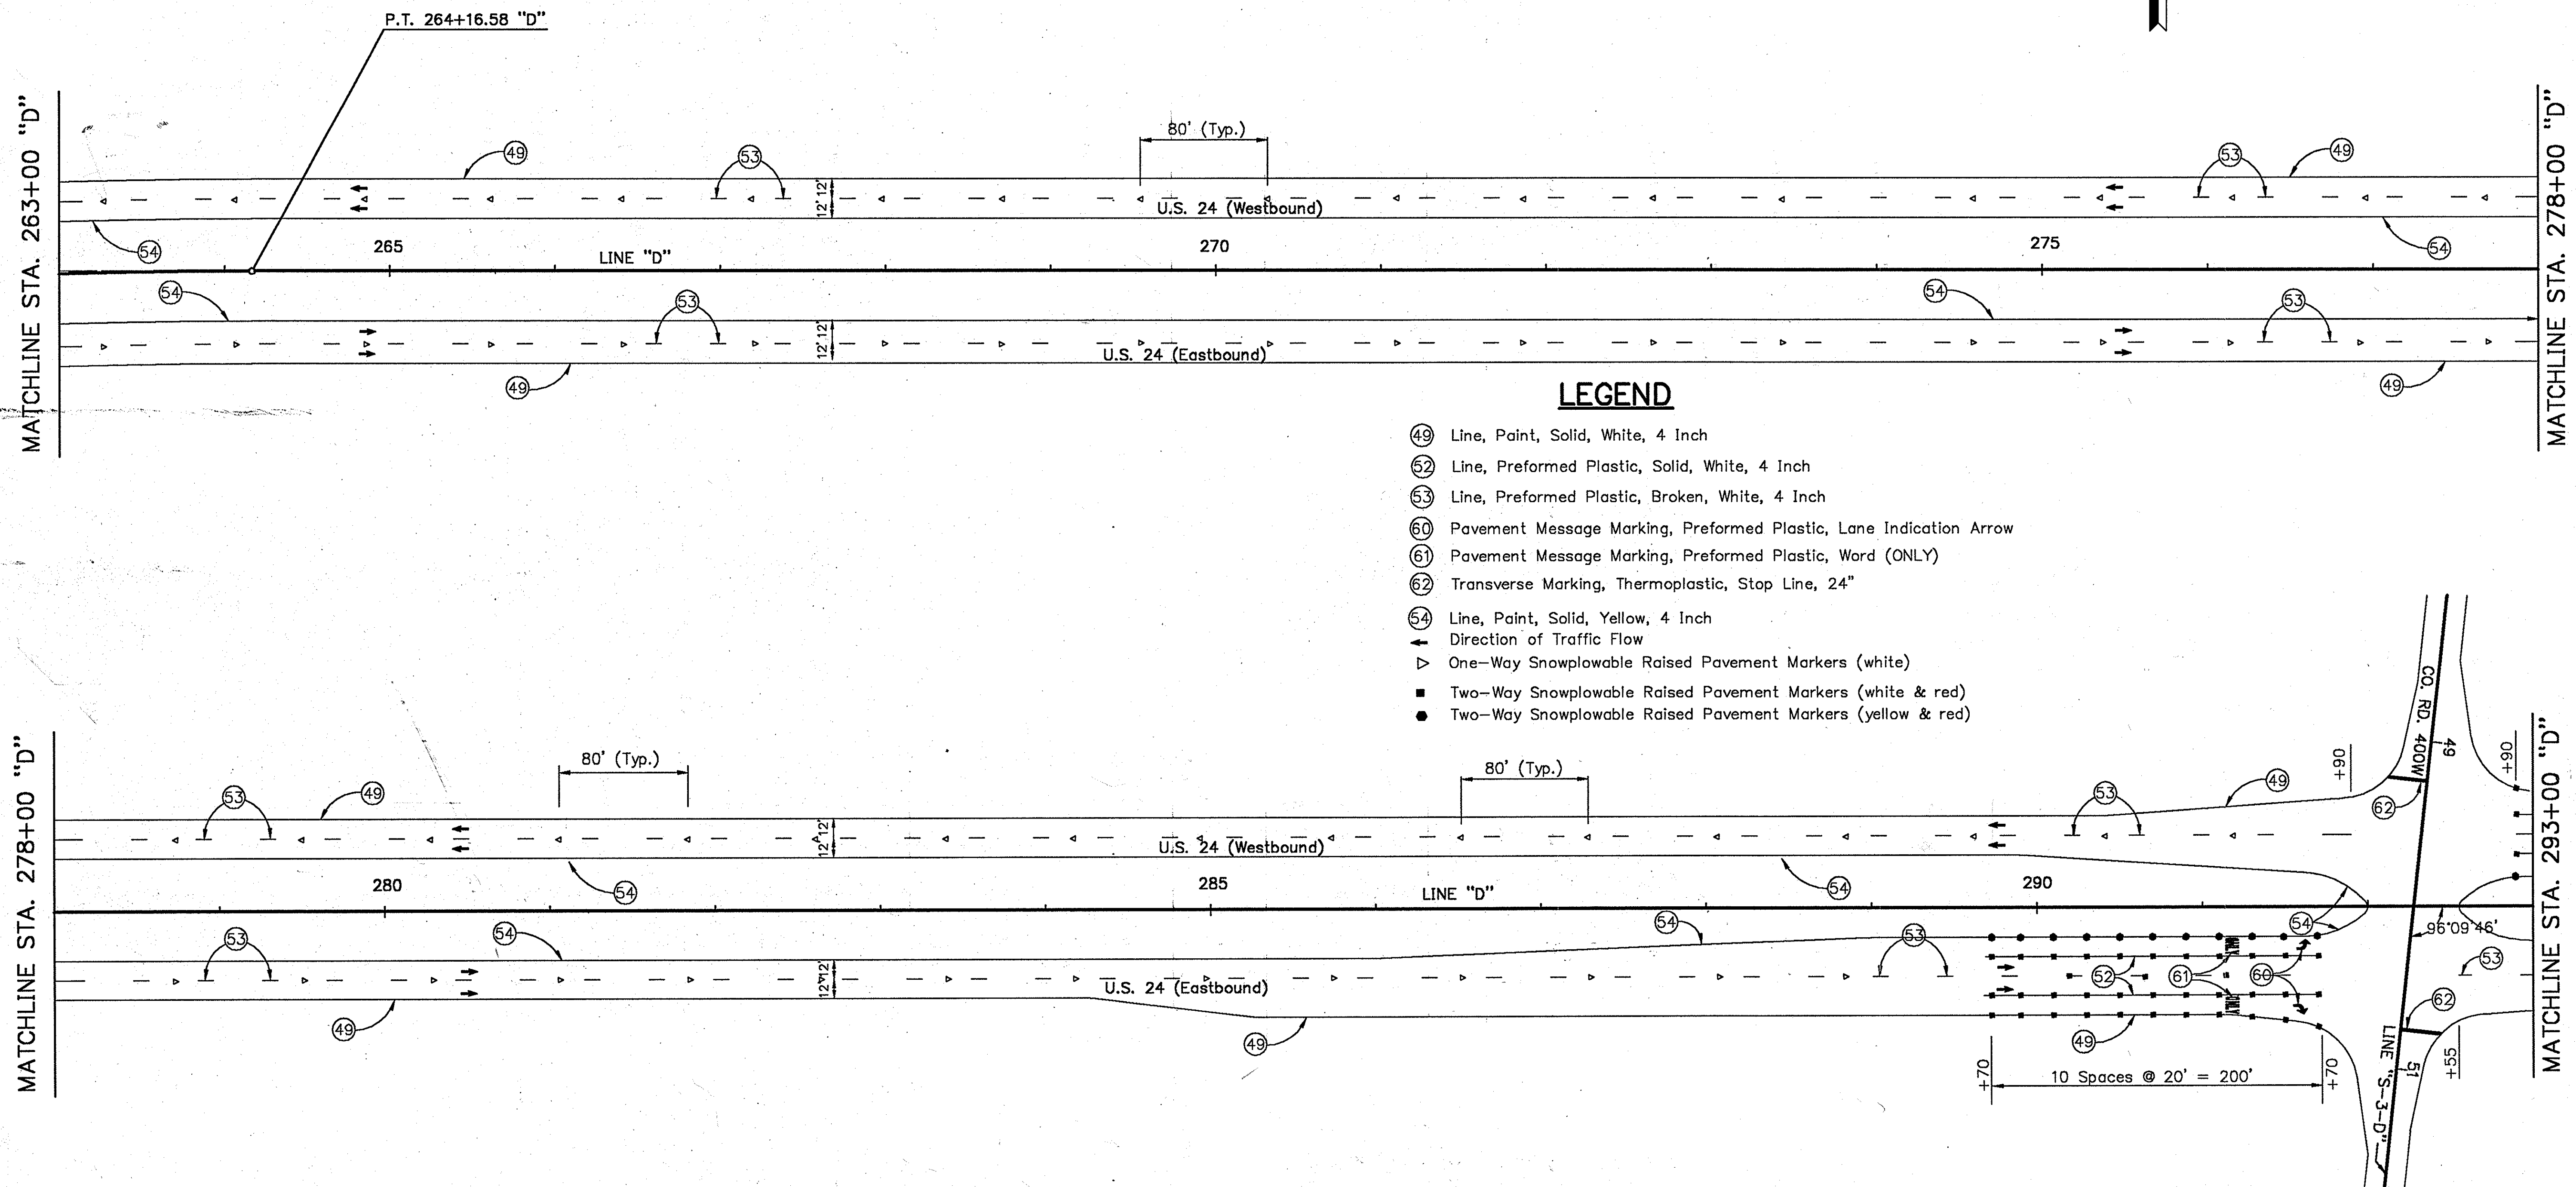 P.T. 264+16.58 "D"
MATCHLINE STA. 263+00 "D"
MATCHLINE STA. 278+00 "D"
80' (Typ.)
49
53
53
49
12' 12'
U.S. 24 (Westbound)
54
54
265
270
275
LINE "D"
54
53
54
53
12' 12'
U.S. 24 (Eastbound)
49
49
LEGEND
49 Line, Paint, Solid, White, 4 Inch
52 Line, Preformed Plastic, Solid, White, 4 Inch
53 Line, Preformed Plastic, Broken, White, 4 Inch
60 Pavement Message Marking, Preformed Plastic, Lane Indication Arrow
61 Pavement Message Marking, Preformed Plastic, Word (ONLY)
62 Transverse Marking, Thermoplastic, Stop Line, 24"
54 Line, Paint, Solid, Yellow, 4 Inch
Direction of Traffic Flow
One-Way Snowplowable Raised Pavement Markers (white)
Two-Way Snowplowable Raised Pavement Markers (white & red)
Two-Way Snowplowable Raised Pavement Markers (yellow & red)
MATCHLINE STA. 278+00 "D"
MATCHLINE STA. 293+00 "D"
CO. RD. 400W
49
+90
+90
80' (Typ.)
80' (Typ.)
53
49
53
49
62
12' 12'
U.S. 24 (Westbound)
54
54
280
285
290
LINE "D"
53
54
54
53
54
96°09'46"
12' 12'
U.S. 24 (Eastbound)
52
61
60
53
ONLY
ONLY
62
49
49
49
+70
10 Spaces @ 20' = 200'
+70
+55
51
LINE "S-3-D"